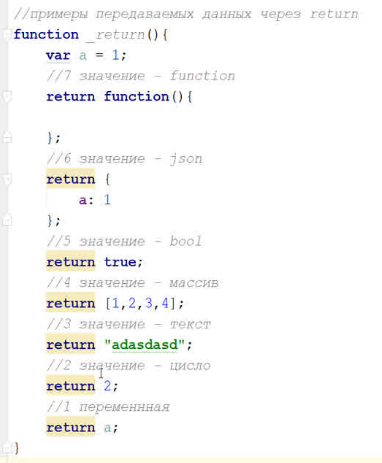 //примеры передаваемых данных через return
function _return(){
var a = 1;
//7 значение - function
return function(){
};
//6 значение - json
return {
a: 1
};
//5 значение - bool
return true;
//4 значение - массив
return [1,2,3,4];
//3 значение - текст
return "adasdasd";
//2 значение - цисло
return 2;
//1 переменнная
return a;
}